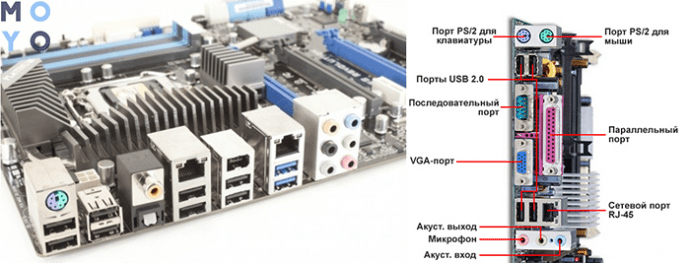 MOYO
Порт PS/2 для
клавиатуры
Порт PS/2 для
мыши
Порты USB 2.0
Последовательный
порт
Параллельный
порт
VGA-порт
Сетевой порт
RJ-45
Акуст. выход
Микрофон
Акуст. вход